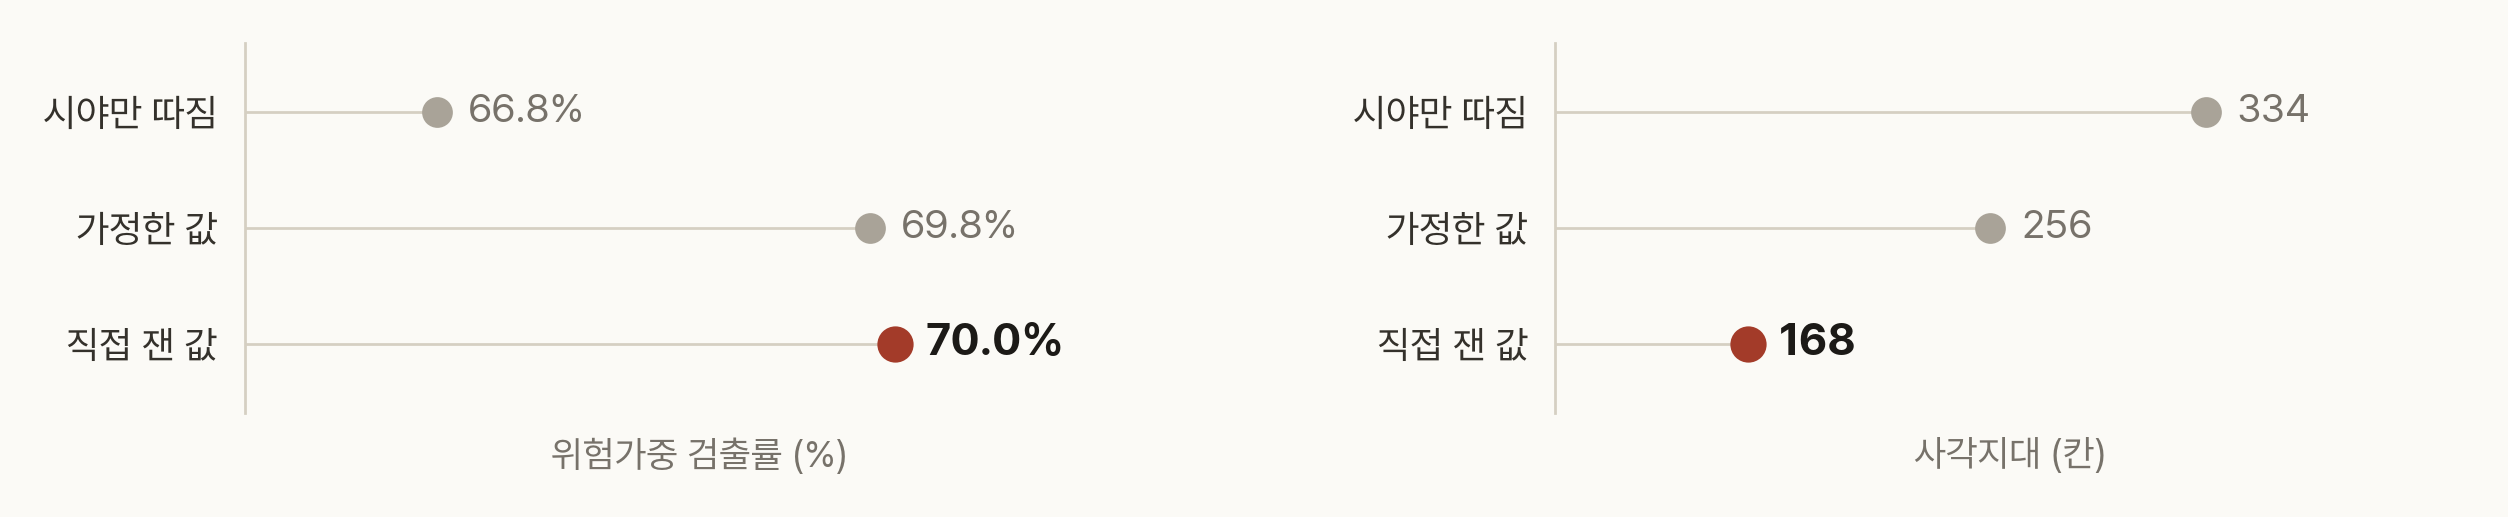 시야만 따짐 66.8%
가정한 값 69.8%
직접 잰 값 70.0%
위험가중 검출률 (%)
시야만 따짐 334
가정한 값 256
직접 잰 값 168
사각지대 (칸)